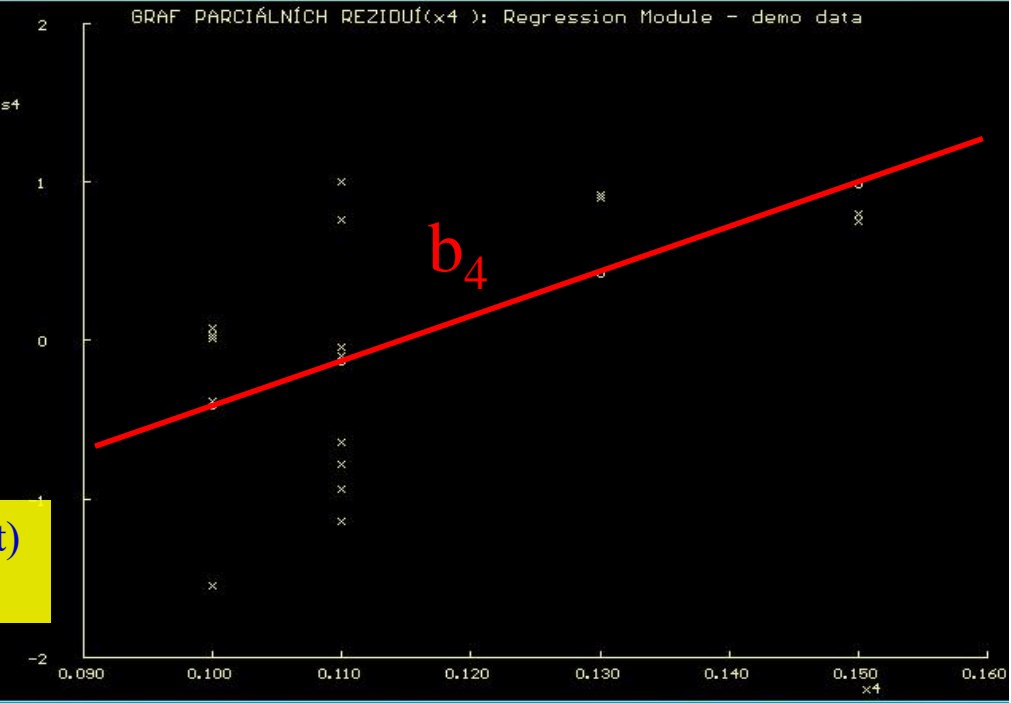 GRAF PARCIÁLNÍCH REZIDUÍ(x4 ): Regression Module - demo data
2
s4
1
b4
0
-1
t)
-2
0.090 0.100 0.110 0.120 0.130 0.140 0.150 0.160
x4